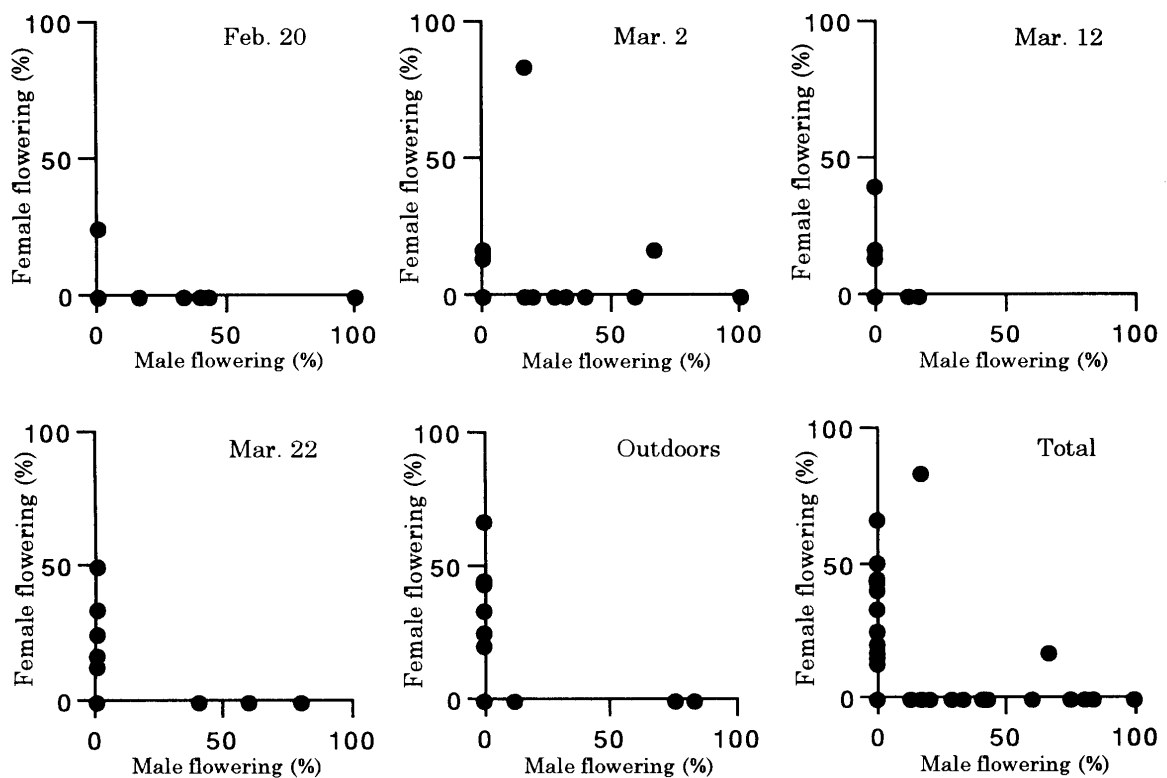 100
Feb. 20
50
0
Female flowering (%)
0 50 100
Male flowering (%)
100
Mar. 2
50
0
Female flowering (%)
0 50 100
Male flowering (%)
100
Mar. 12
50
0
Female flowering (%)
0 50 100
Male flowering (%)
100
Mar. 22
50
0
Female flowering (%)
0 50 100
Male flowering (%)
100
Outdoors
50
0
Female flowering (%)
0 50 100
Male flowering (%)
100
Total
50
0
Female flowering (%)
0 50 100
Male flowering (%)